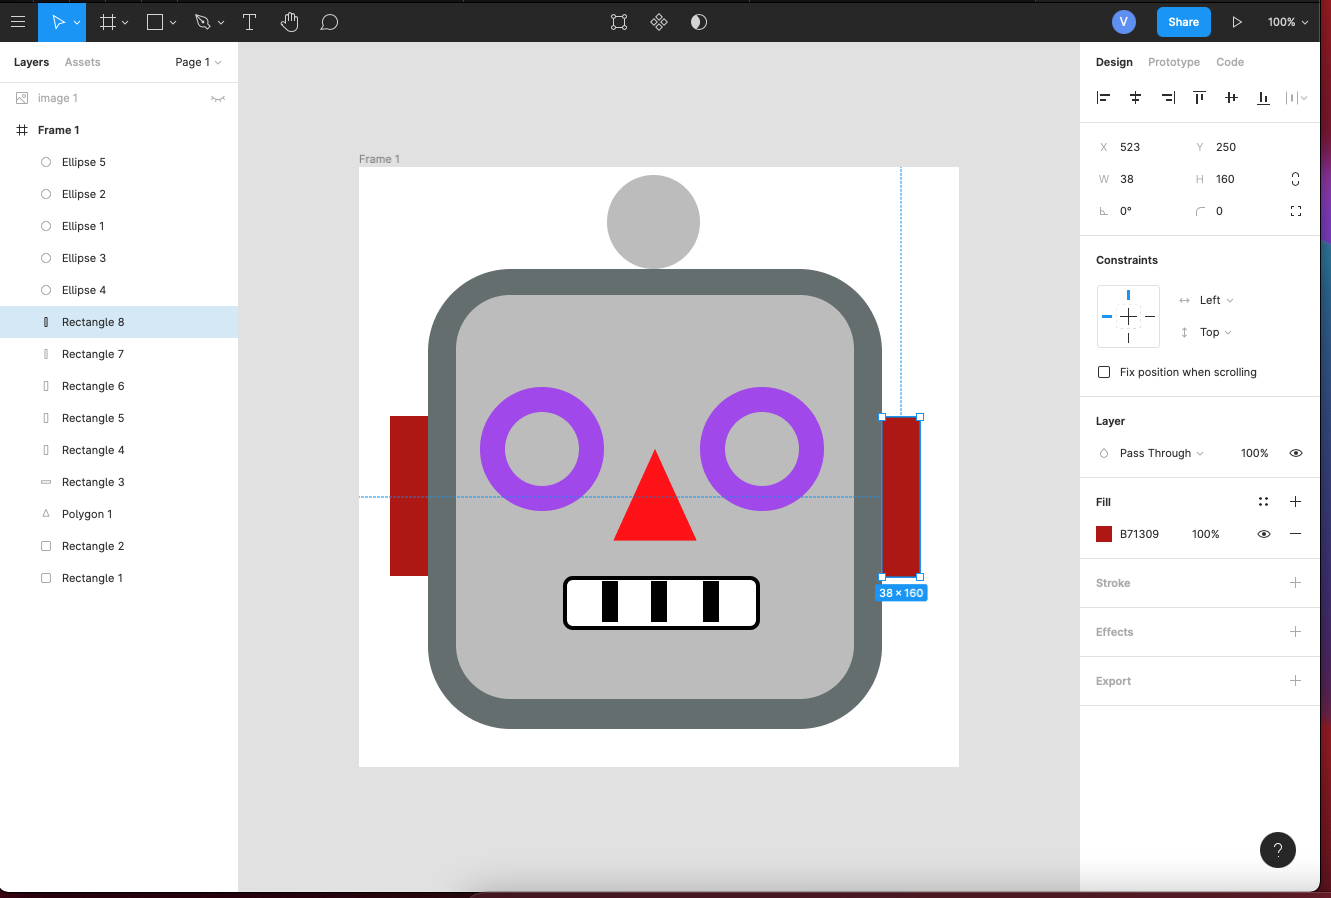 V
Share
100%
Layers
Assets
Page 1
image 1
Frame 1
Ellipse 5
Ellipse 2
Ellipse 1
Ellipse 3
Ellipse 4
Rectangle 8
Rectangle 7
Rectangle 6
Rectangle 5
Rectangle 4
Rectangle 3
Polygon 1
Rectangle 2
Rectangle 1
Frame 1
38 × 160
Design
Prototype
Code
X 523 Y 250
W 38 H 160
0° 0
Constraints
Left
Top
Fix position when scrolling
Layer
Pass Through 100%
Fill
B71309 100%
Stroke
Effects
Export
?